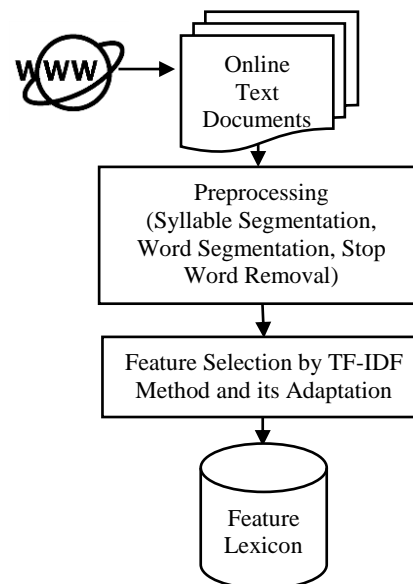 WWW
Online
Text
Documents
Preprocessing
(Syllable Segmentation,
Word Segmentation, Stop
Word Removal)
Feature Selection by TF-IDF
Method and its Adaptation
Feature
Lexicon